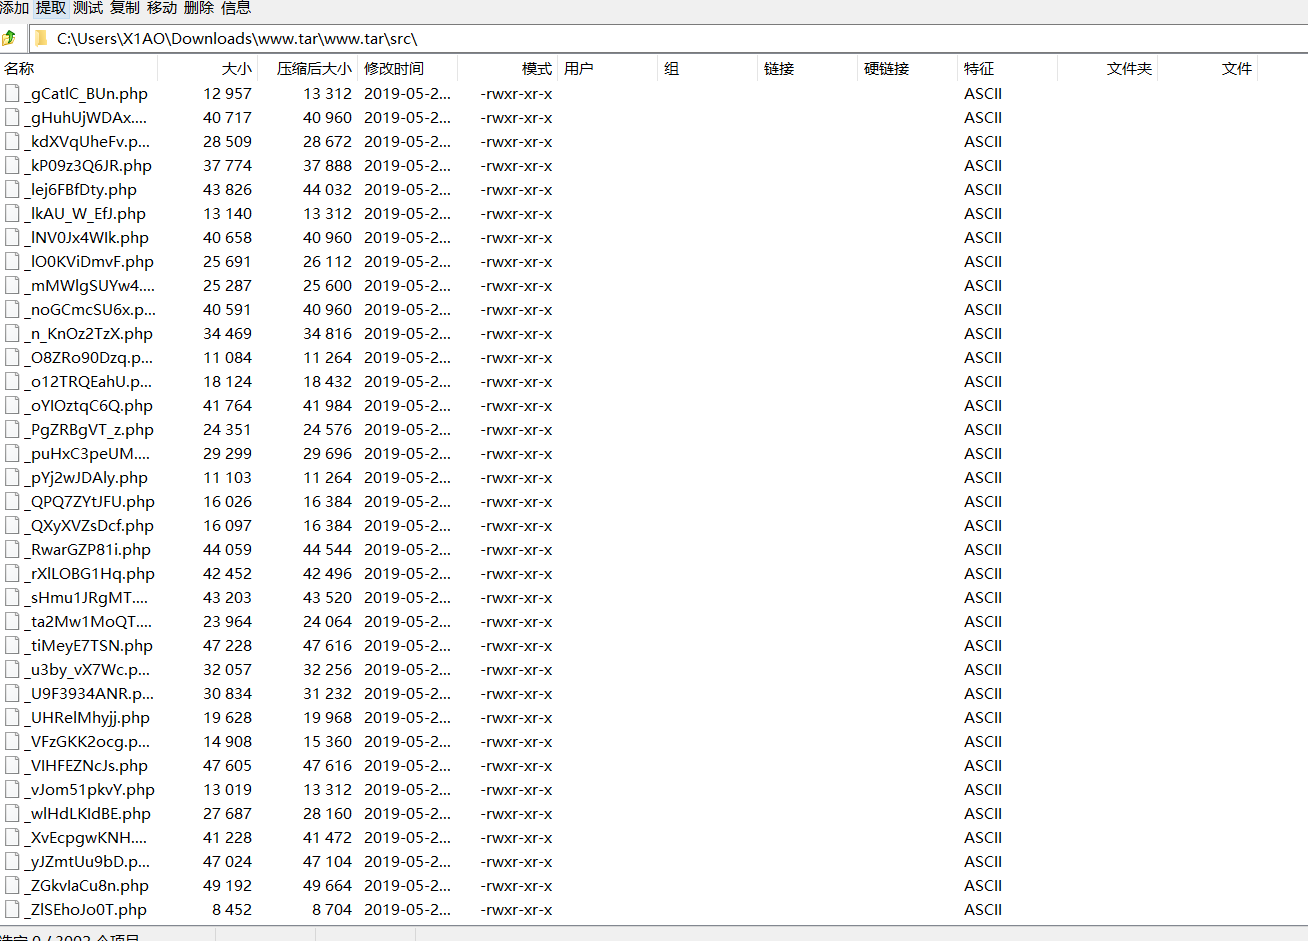 添加 提取 测试 复制 移动 删除 信息
C:\Users\X1AO\Downloads\www.tar\www.tar\src\
名称 大小 压缩后大小 修改时间 模式 用户 组 链接 硬链接 特征 文件夹 文件
_gCatlC_BUn.php 12 957 13 312 2019-05-2... -rwxr-xr-x ASCII
_gHuhUjWDAx.... 40 717 40 960 2019-05-2... -rwxr-xr-x ASCII
_kdXVqUheFv.p... 28 509 28 672 2019-05-2... -rwxr-xr-x ASCII
_kP09z3Q6JR.php 37 774 37 888 2019-05-2... -rwxr-xr-x ASCII
_lej6FBfDty.php 43 826 44 032 2019-05-2... -rwxr-xr-x ASCII
_lkAU_W_EfJ.php 13 140 13 312 2019-05-2... -rwxr-xr-x ASCII
_lNV0Jx4WIk.php 40 658 40 960 2019-05-2... -rwxr-xr-x ASCII
_lO0KViDmvF.php 25 691 26 112 2019-05-2... -rwxr-xr-x ASCII
_mMWlgSUYw4.... 25 287 25 600 2019-05-2... -rwxr-xr-x ASCII
_noGCmcSU6x.p... 40 591 40 960 2019-05-2... -rwxr-xr-x ASCII
_n_KnOz2TzX.php 34 469 34 816 2019-05-2... -rwxr-xr-x ASCII
_O8ZRo90Dzq.p... 11 084 11 264 2019-05-2... -rwxr-xr-x ASCII
_o12TRQEahU.p... 18 124 18 432 2019-05-2... -rwxr-xr-x ASCII
_oYIOztqC6Q.php 41 764 41 984 2019-05-2... -rwxr-xr-x ASCII
_PgZRBgVT_z.php 24 351 24 576 2019-05-2... -rwxr-xr-x ASCII
_puHxC3peUM.... 29 299 29 696 2019-05-2... -rwxr-xr-x ASCII
_pYj2wJDAly.php 11 103 11 264 2019-05-2... -rwxr-xr-x ASCII
_QPQ7ZYtJFU.php 16 026 16 384 2019-05-2... -rwxr-xr-x ASCII
_QXyXVZsDcf.php 16 097 16 384 2019-05-2... -rwxr-xr-x ASCII
_RwarGZP81i.php 44 059 44 544 2019-05-2... -rwxr-xr-x ASCII
_rXlLOBG1Hq.php 42 452 42 496 2019-05-2... -rwxr-xr-x ASCII
_sHmu1JRgMT.... 43 203 43 520 2019-05-2... -rwxr-xr-x ASCII
_ta2Mw1MoQT.... 23 964 24 064 2019-05-2... -rwxr-xr-x ASCII
_tiMeyE7TSN.php 47 228 47 616 2019-05-2... -rwxr-xr-x ASCII
_u3by_vX7Wc.p... 32 057 32 256 2019-05-2... -rwxr-xr-x ASCII
_U9F3934ANR.p... 30 834 31 232 2019-05-2... -rwxr-xr-x ASCII
_UHRelMhyjj.php 19 628 19 968 2019-05-2... -rwxr-xr-x ASCII
_VFzGKK2ocg.p... 14 908 15 360 2019-05-2... -rwxr-xr-x ASCII
_VIHFEZNcJs.php 47 605 47 616 2019-05-2... -rwxr-xr-x ASCII
_vJom51pkvY.php 13 019 13 312 2019-05-2... -rwxr-xr-x ASCII
_wlHdLKIdBE.php 27 687 28 160 2019-05-2... -rwxr-xr-x ASCII
_XvEcpgwKNH.... 41 228 41 472 2019-05-2... -rwxr-xr-x ASCII
_yJZmtUu9bD.p... 47 024 47 104 2019-05-2... -rwxr-xr-x ASCII
_ZGkvIaCu8n.php 49 192 49 664 2019-05-2... -rwxr-xr-x ASCII
_ZlSEhoJo0T.php 8 452 8 704 2019-05-2... -rwxr-xr-x ASCII
选定 0 / 3002 个项目